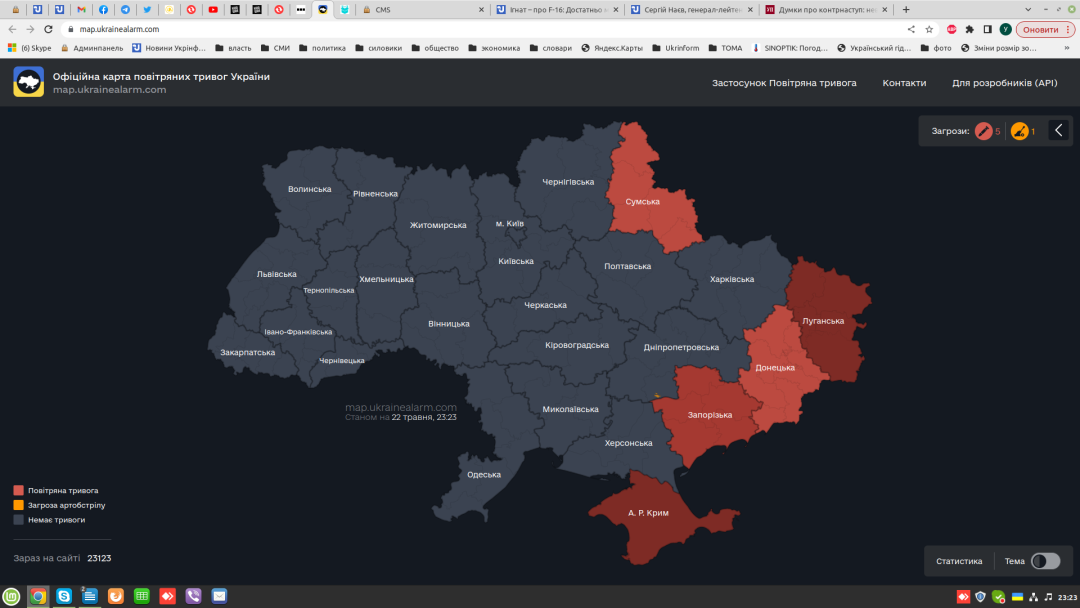 CMS
Ігнат – про F-16: Достатньо
Сергій Наєв, генерал-лейтен
Думки про контрнаступ: не
map.ukrainealarm.com
Оновити
(6) Skype
Админпанель
Новини Укрінф...
власть
СМИ
политика
силовики
общество
экономика
словари
Яндекс.Карты
Ukrinform
ТОМА
SINOPTIK: Погод...
Український гід...
фото
Зміни розмір зо...
Офіційна карта повітряних тривог України
map.ukrainealarm.com
Застосунок Повітряна тривога
Контакти
Для розробників (API)
Загрози: 5 1
Чернігівська
Волинська
Рівненська
Сумська
Житомирська
м. Київ
Київська
Полтавська
Львівська
Хмельницька
Харківська
Тернопільська
Черкаська
Луганська
Вінницька
Івано-Франківська
Кіровоградська
Дніпропетровська
Закарпатська
Чернівецька
Донецька
map.ukrainealarm.com
Станом на 22 травня, 23:23
Миколаївська
Запорізька
Херсонська
Одеська
А. Р. Крим
Повітряна тривога
Загроза артобстрілу
Немає тривоги
Зараз на сайті 23123
Статистика
Тема
23:23